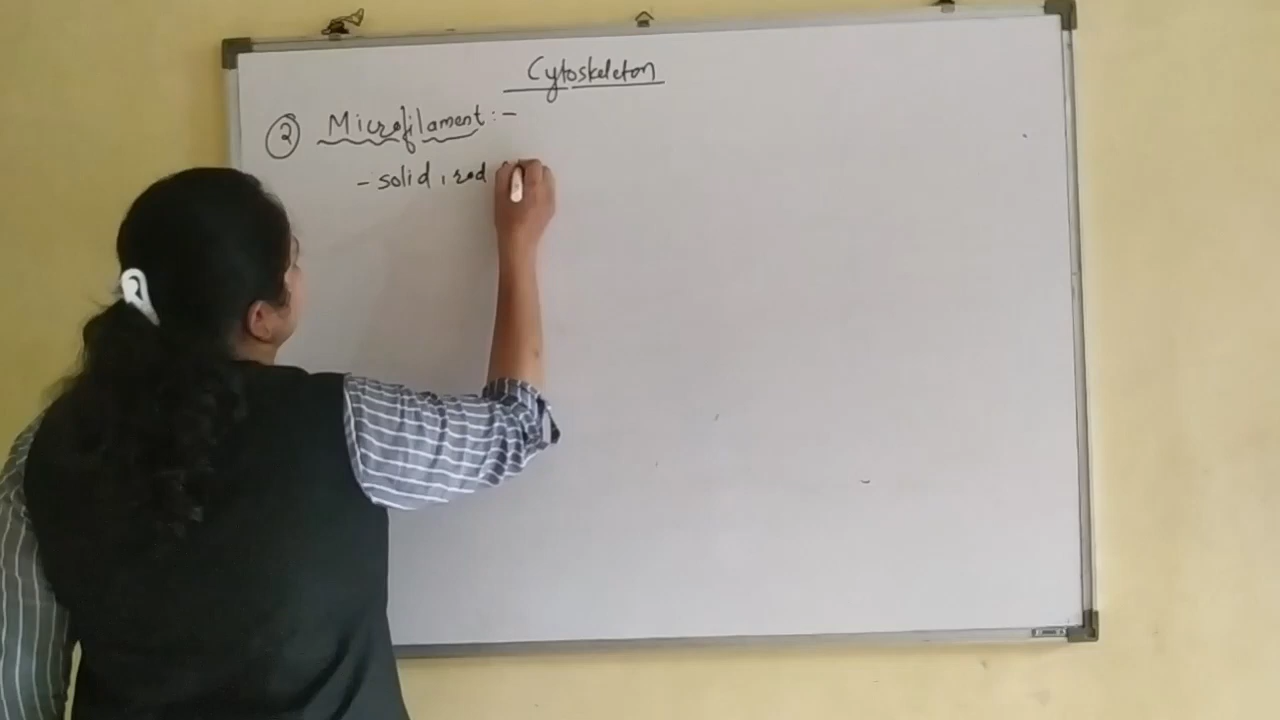 Cytoskeleton
② Microfilament :-
- solid, rod